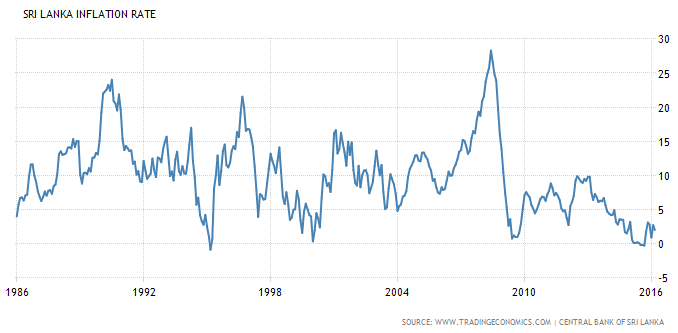 SRI LANKA INFLATION RATE
30
25
20
15
10
5
0
-5
1986 1992 1998 2004 2010 2016
SOURCE: WWW.TRADINGECONOMICS.COM | CENTRAL BANK OF SRI LANKA